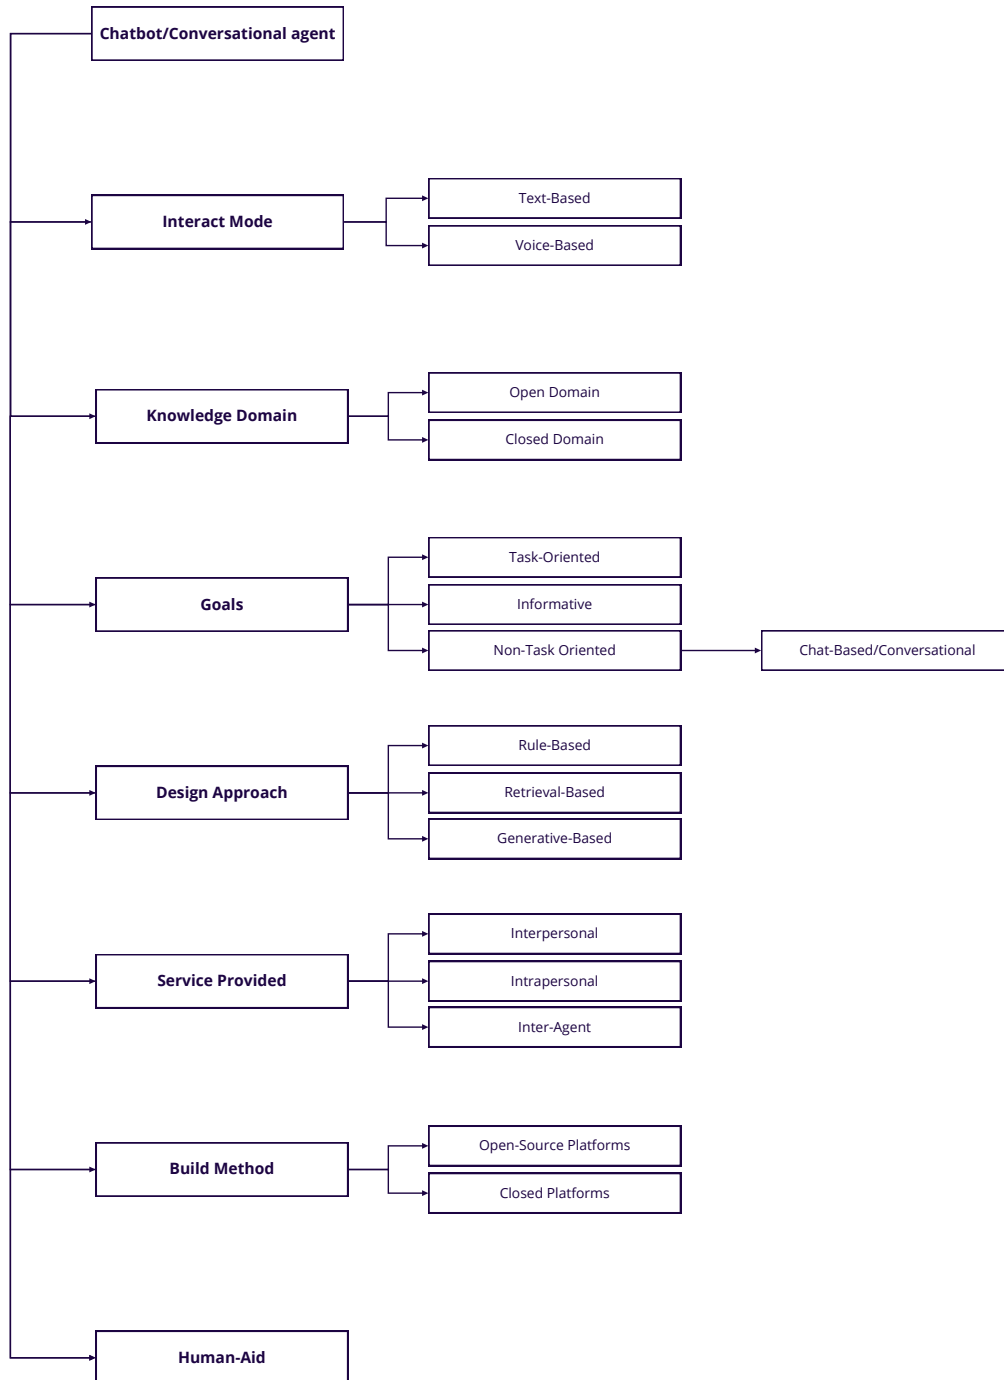 Chatbot/Conversational agent
Interact Mode
Text-Based
Voice-Based
Knowledge Domain
Open Domain
Closed Domain
Goals
Task-Oriented
Informative
Non-Task Oriented
Chat-Based/Conversational
Design Approach
Rule-Based
Retrieval-Based
Generative-Based
Service Provided
Interpersonal
Intrapersonal
Inter-Agent
Build Method
Open-Source Platforms
Closed Platforms
Human-Aid